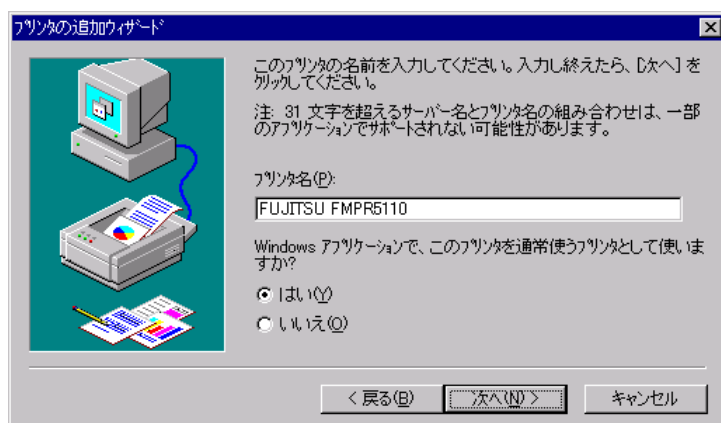 プリンタの追加ウィザード
このプリンタの名前を入力してください。入力し終えたら、[次へ] を
クリックしてください。
注: 31 文字を超えるサーバー名とプリンタ名の組み合わせは、一部
のアプリケーションでサポートされない可能性があります。
プリンタ名(P):
FUJITSU FMPR5110
Windows アプリケーションで、このプリンタを通常使うプリンタとして使いま
すか?
はい(Y)
いいえ(O)
< 戻る(B)
次へ(N) >
キャンセル